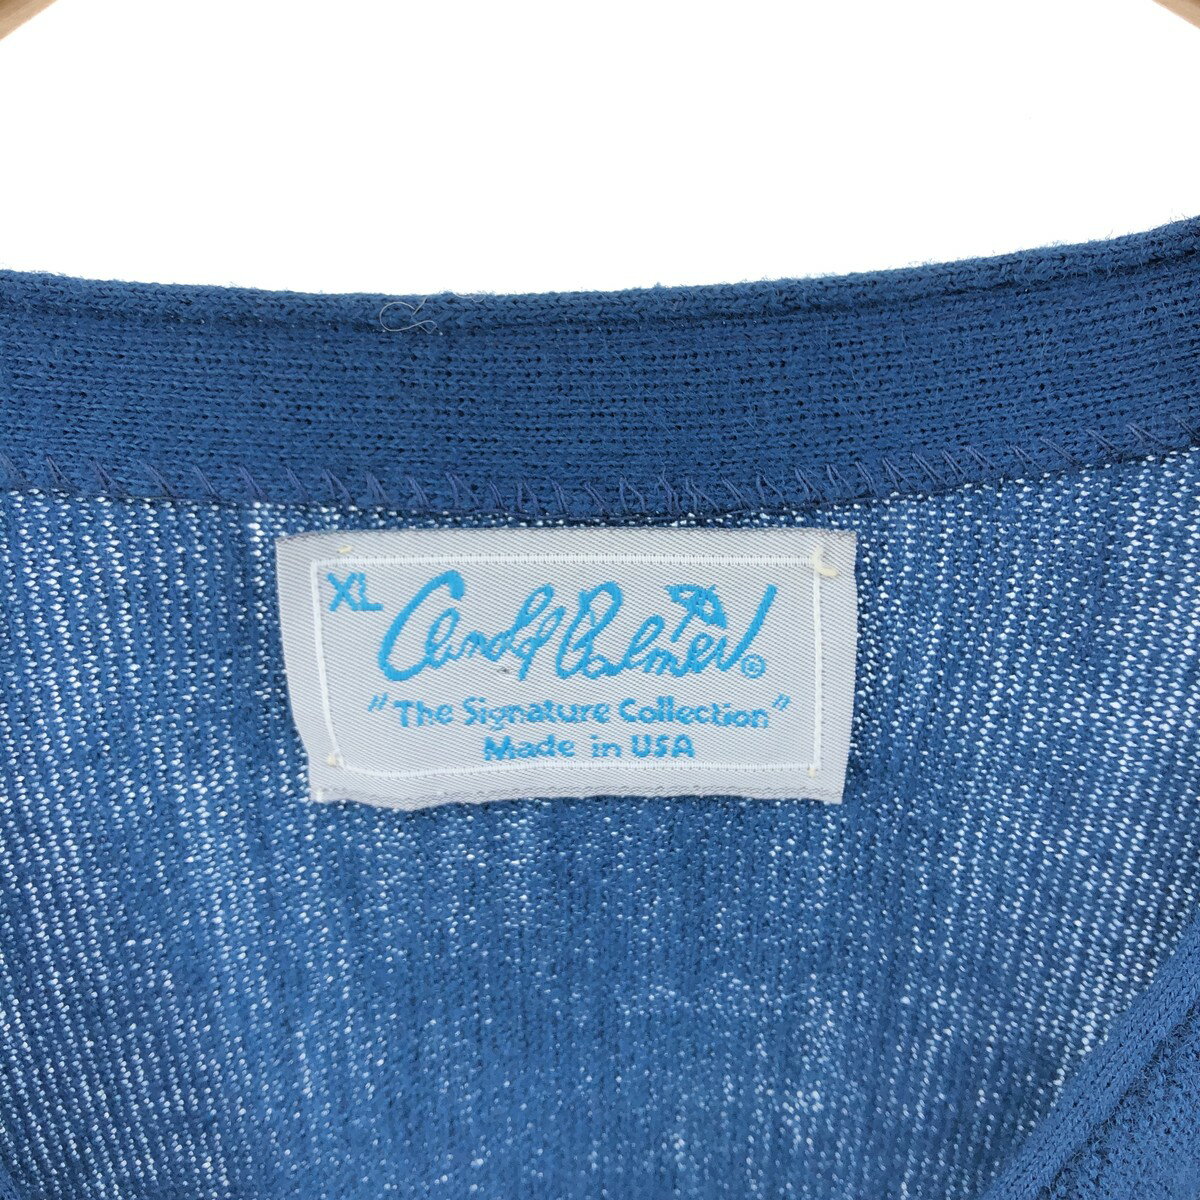 XL
Arnold Palmer®
"The Signature Collection"
Made in USA